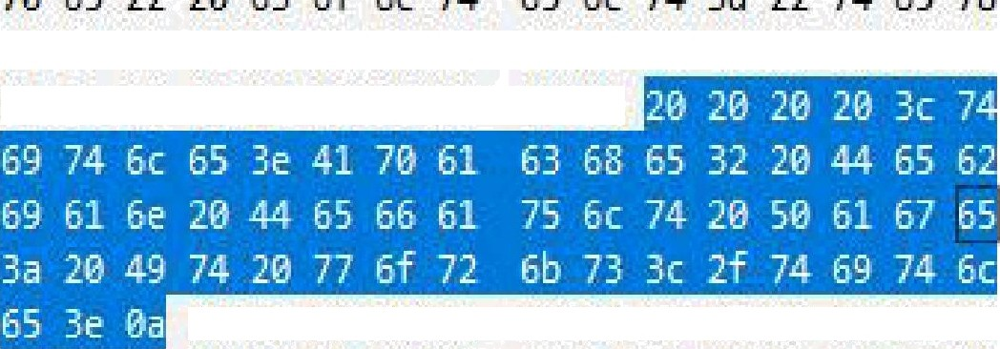 20 20 20 20 3c 74
69 74 6c 65 3e 41 70 61 63 68 65 32 20 44 65 62
69 61 6e 20 44 65 66 61 75 6c 74 20 50 61 67 65
3a 20 49 74 20 77 6f 72 6b 73 3c 2f 74 69 74 6c
65 3e 0a